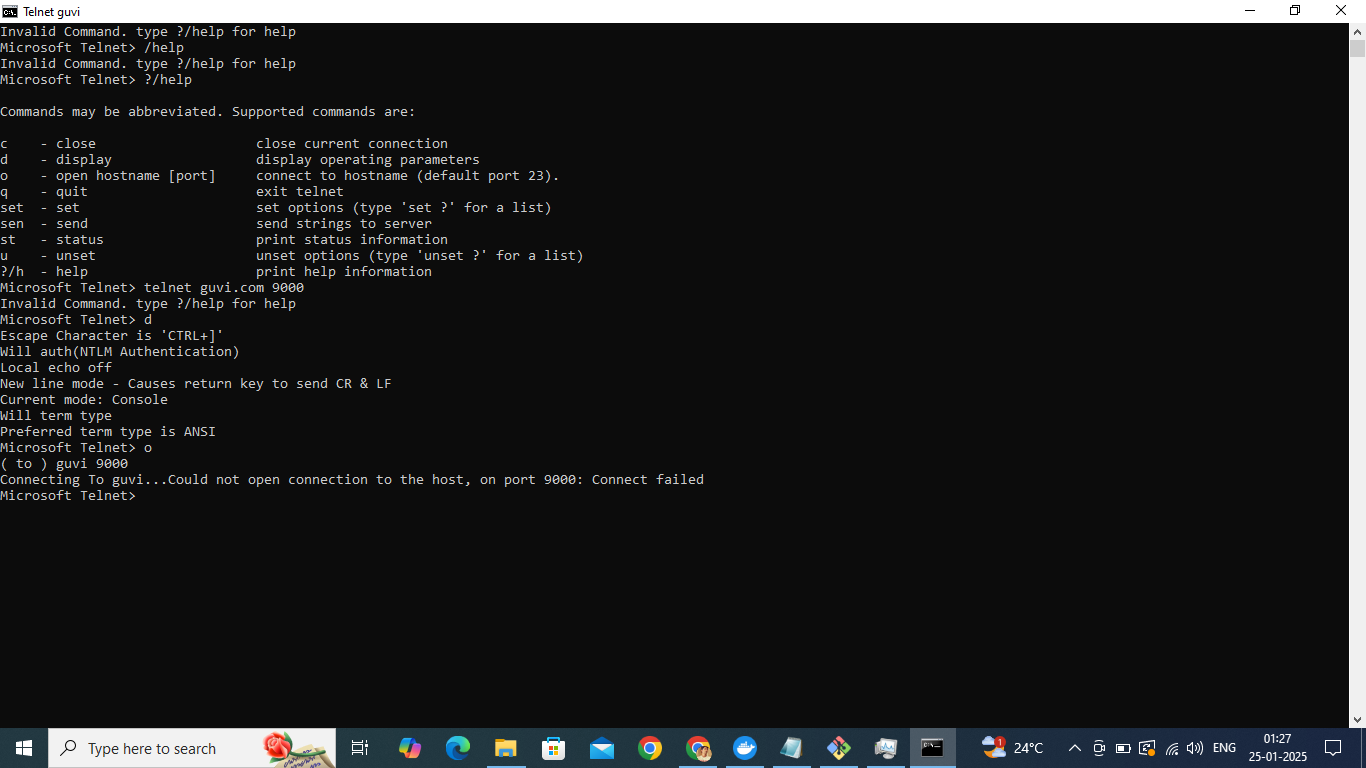 Telnet guvi
Invalid Command. type ?/help for help
Microsoft Telnet> /help
Invalid Command. type ?/help for help
Microsoft Telnet> ?/help
Commands may be abbreviated. Supported commands are:
c - close close current connection
d - display display operating parameters
o - open hostname [port] connect to hostname (default port 23).
q - quit exit telnet
set - set set options (type 'set ?' for a list)
sen - send send strings to server
st - status print status information
u - unset unset options (type 'unset ?' for a list)
?/h - help print help information
Microsoft Telnet> telnet guvi.com 9000
Invalid Command. type ?/help for help
Microsoft Telnet> d
Escape Character is 'CTRL+]'
Will auth(NTLM Authentication)
Local echo off
New line mode - Causes return key to send CR & LF
Current mode: Console
Will term type
Preferred term type is ANSI
Microsoft Telnet> o
( to ) guvi 9000
Connecting To guvi...Could not open connection to the host, on port 9000: Connect failed
Microsoft Telnet>
Type here to search
1
24°C
ENG
01:27
25-01-2025